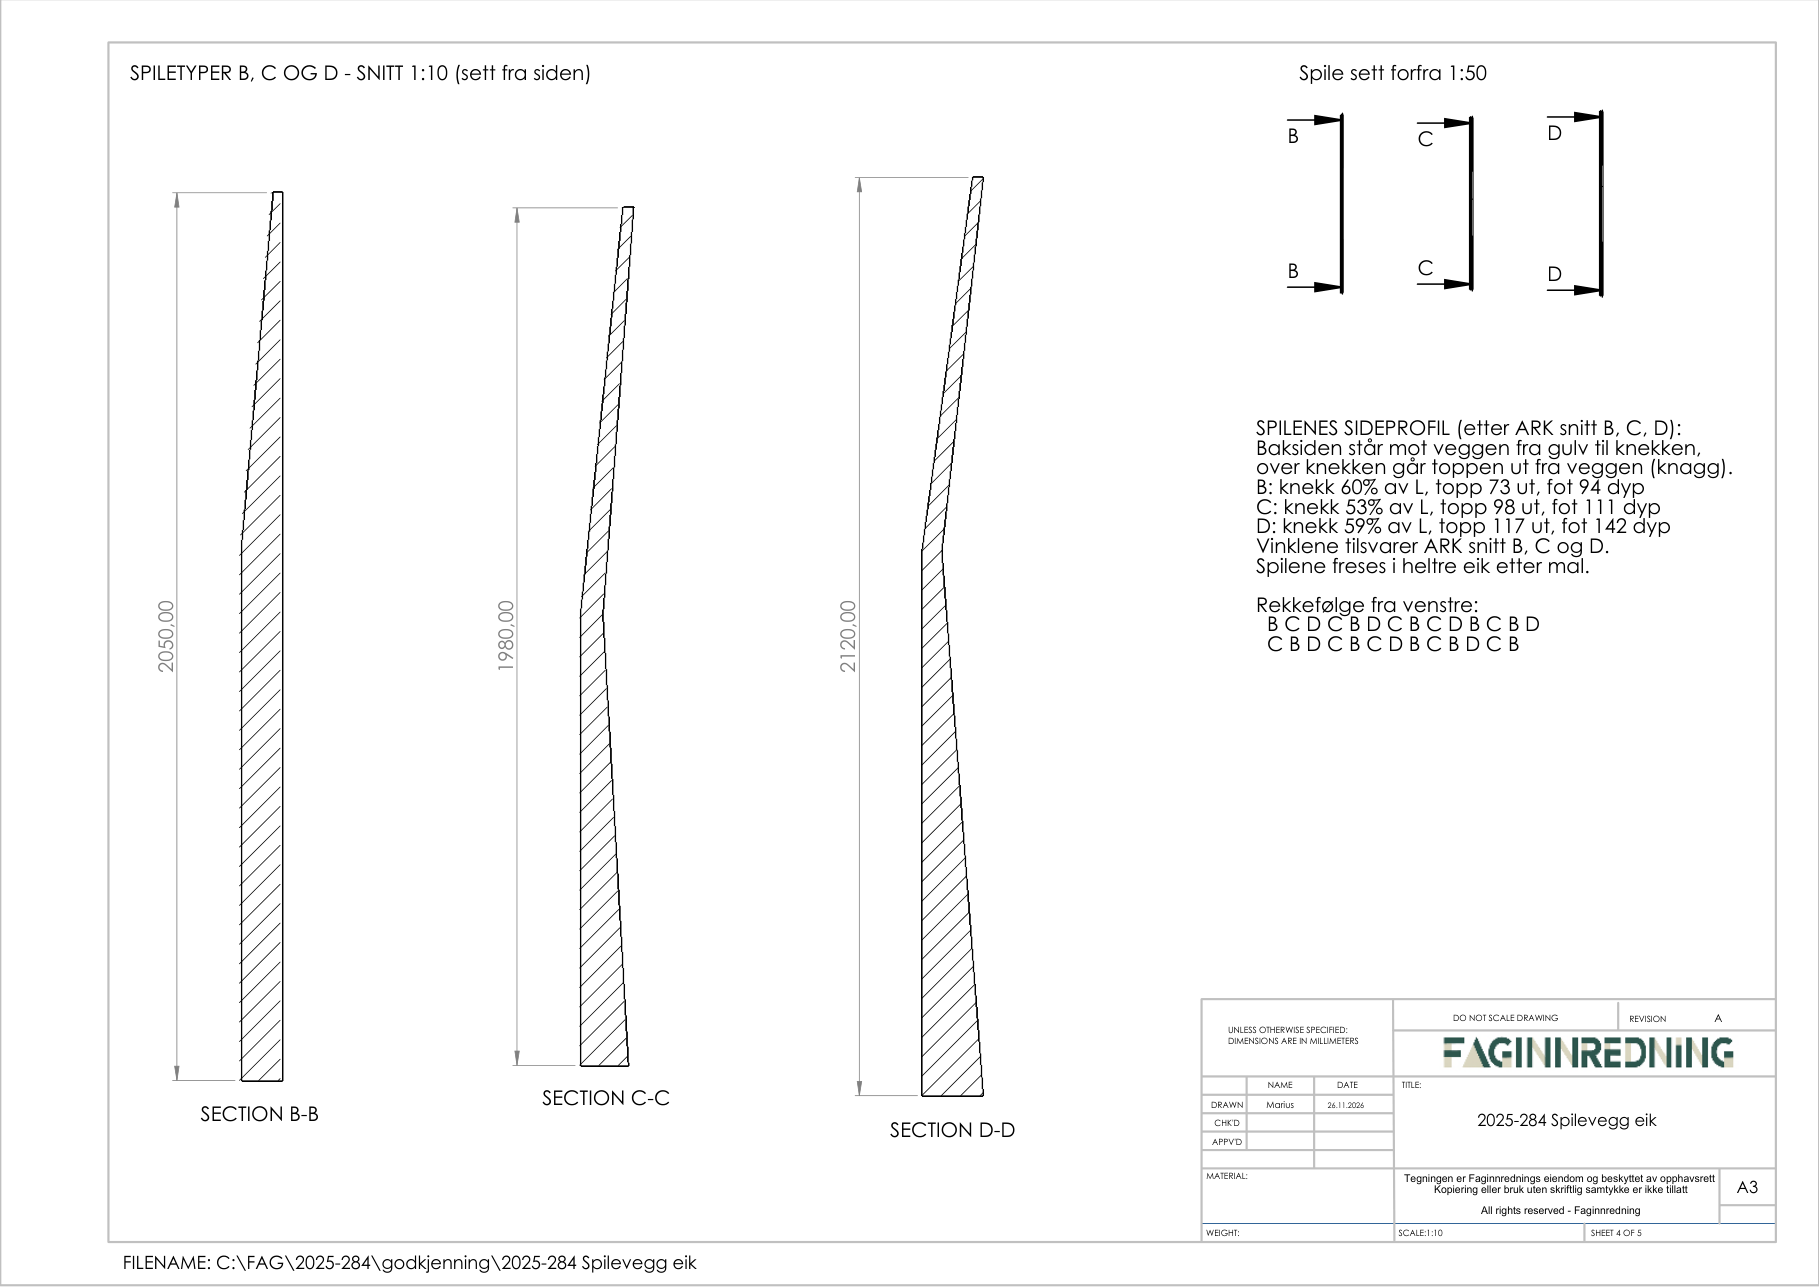 SPILETYPER B, C OG D - SNITT 1:10 (sett fra siden)
Spile sett forfra 1:50
B
C
D
B
C
D
2050,00
1980,00
2120,00
SECTION B-B
SECTION C-C
SECTION D-D
SPILENES SIDEPROFIL (etter ARK snitt B, C, D):
Baksiden står mot veggen fra gulv til knekken,
over knekken går toppen ut fra veggen (knagg).
B: knekk 60% av L, topp 73 ut, fot 94 dyp
C: knekk 53% av L, topp 98 ut, fot 111 dyp
D: knekk 59% av L, topp 117 ut, fot 142 dyp
Vinklene tilsvarer ARK snitt B, C og D.
Spilene freses i heltre eik etter mal.
Rekkefølge fra venstre:
B C D C B D C B C D B C B D
C B D C B C D B C B D C B
UNLESS OTHERWISE SPECIFIED:
DIMENSIONS ARE IN MILLIMETERS
DO NOT SCALE DRAWING
REVISION A
FAGINNREDNING
NAME DATE
DRAWN Marius 26.11.2026
CHK'D
APPV'D
TITLE:
2025-284 Spilevegg eik
MATERIAL:
Tegningen er Faginnrednings eiendom og beskyttet av opphavsrett
Kopiering eller bruk uten skriftlig samtykke er ikke tillatt
All rights reserved - Faginnredning
A3
WEIGHT:
SCALE:1:10
SHEET 4 OF 5
FILENAME: C:\FAG\2025-284\godkjenning\2025-284 Spilevegg eik